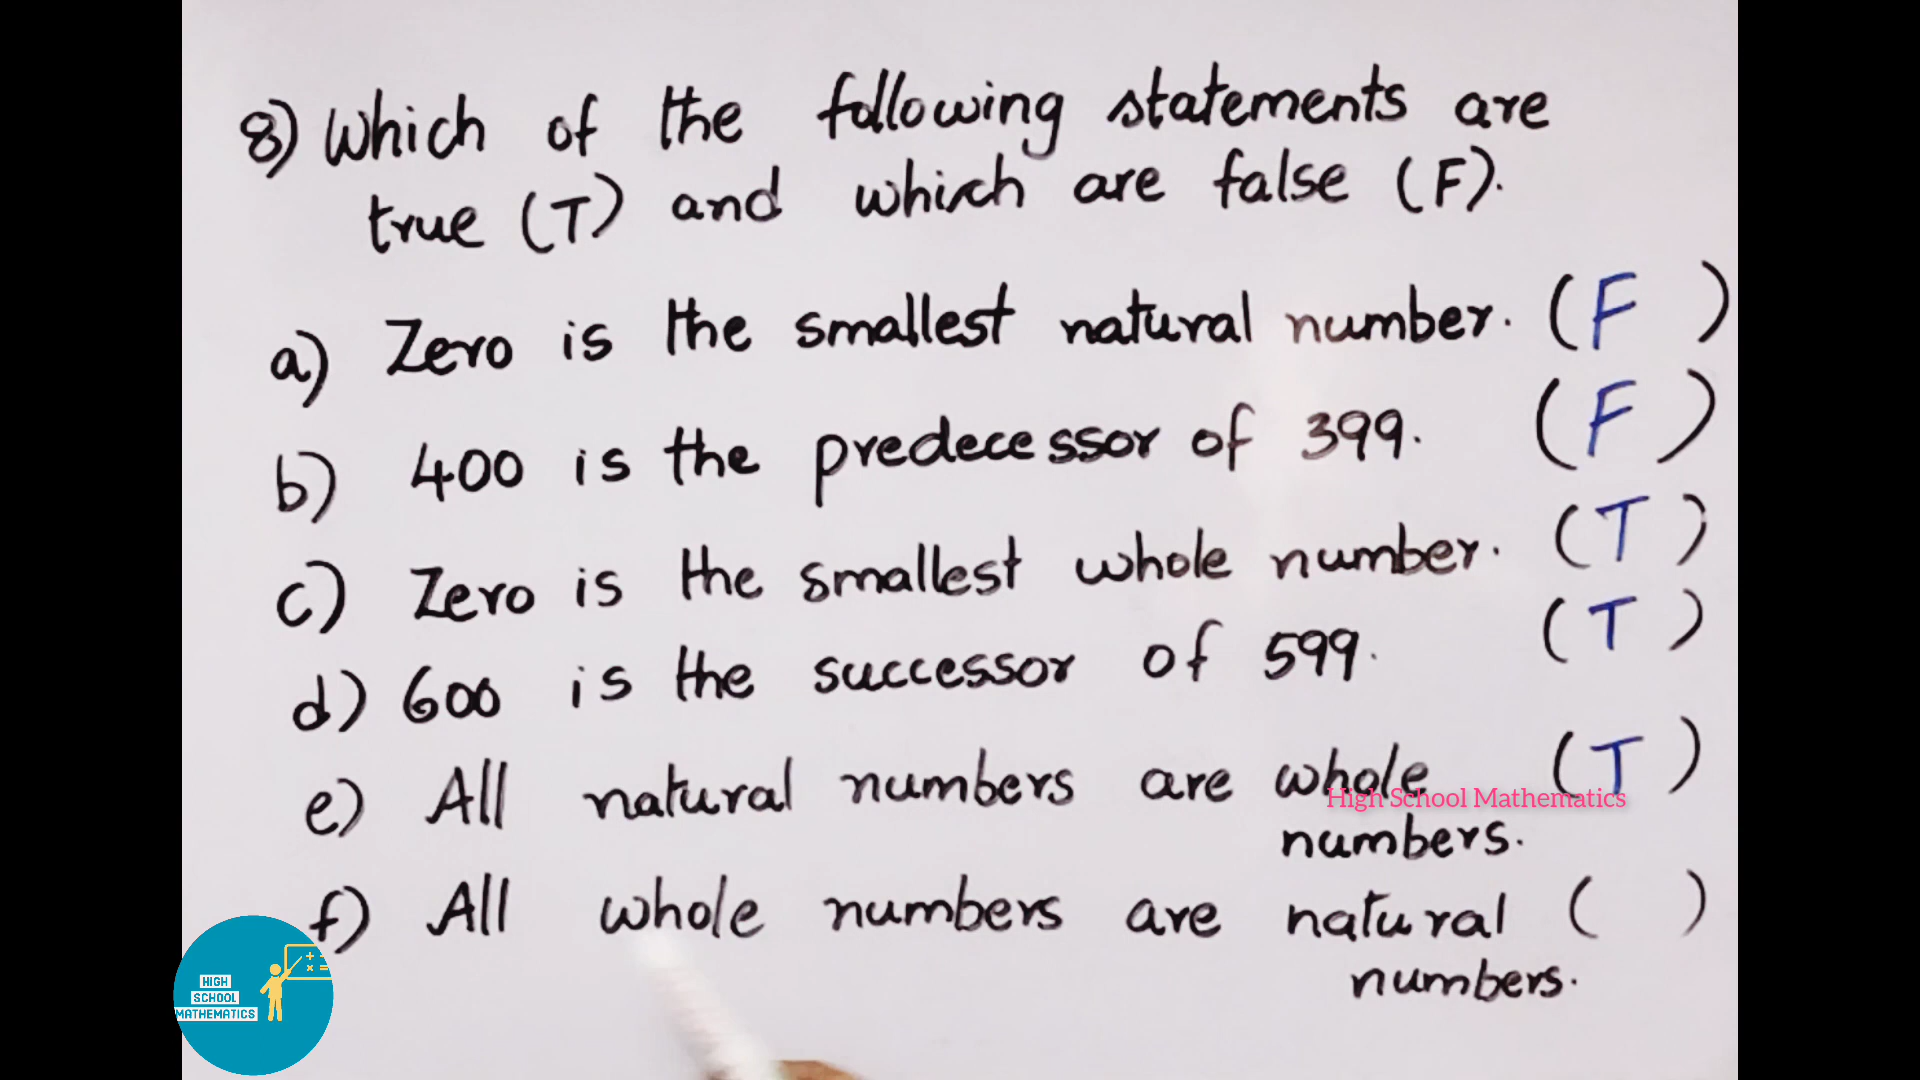 8) Which of the following statements are
true (T) and which are false (F).
a) Zero is the smallest natural number. (F)
b) 400 is the predecessor of 399. (F)
c) Zero is the smallest whole number. (T)
d) 600 is the successor of 599. (T)
e) All natural numbers are whole (T)
High School Mathematics
numbers.
f) All whole numbers are natural ( )
numbers.
HIGH
SCHOOL
MATHEMATICS